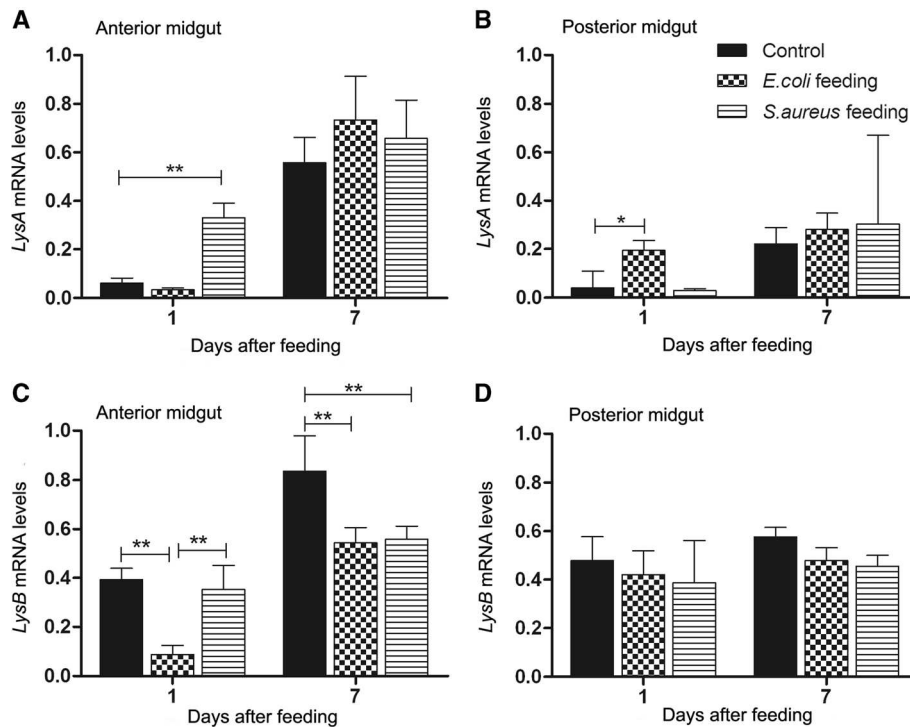 A
Anterior midgut
LysA mRNA levels
1.0
0.8
0.6
0.4
0.2
0.0
**
1
7
Days after feeding
B
Posterior midgut
Control
E.coli feeding
S.aureus feeding
LysA mRNA levels
1.0
0.8
0.6
0.4
0.2
0.0
*
1
7
Days after feeding
C
Anterior midgut
LysB mRNA levels
1.0
0.8
0.6
0.4
0.2
0.0
**
**
**
**
1
7
Days after feeding
D
Posterior midgut
LysB mRNA levels
1.0
0.8
0.6
0.4
0.2
0.0
1
7
Days after feeding